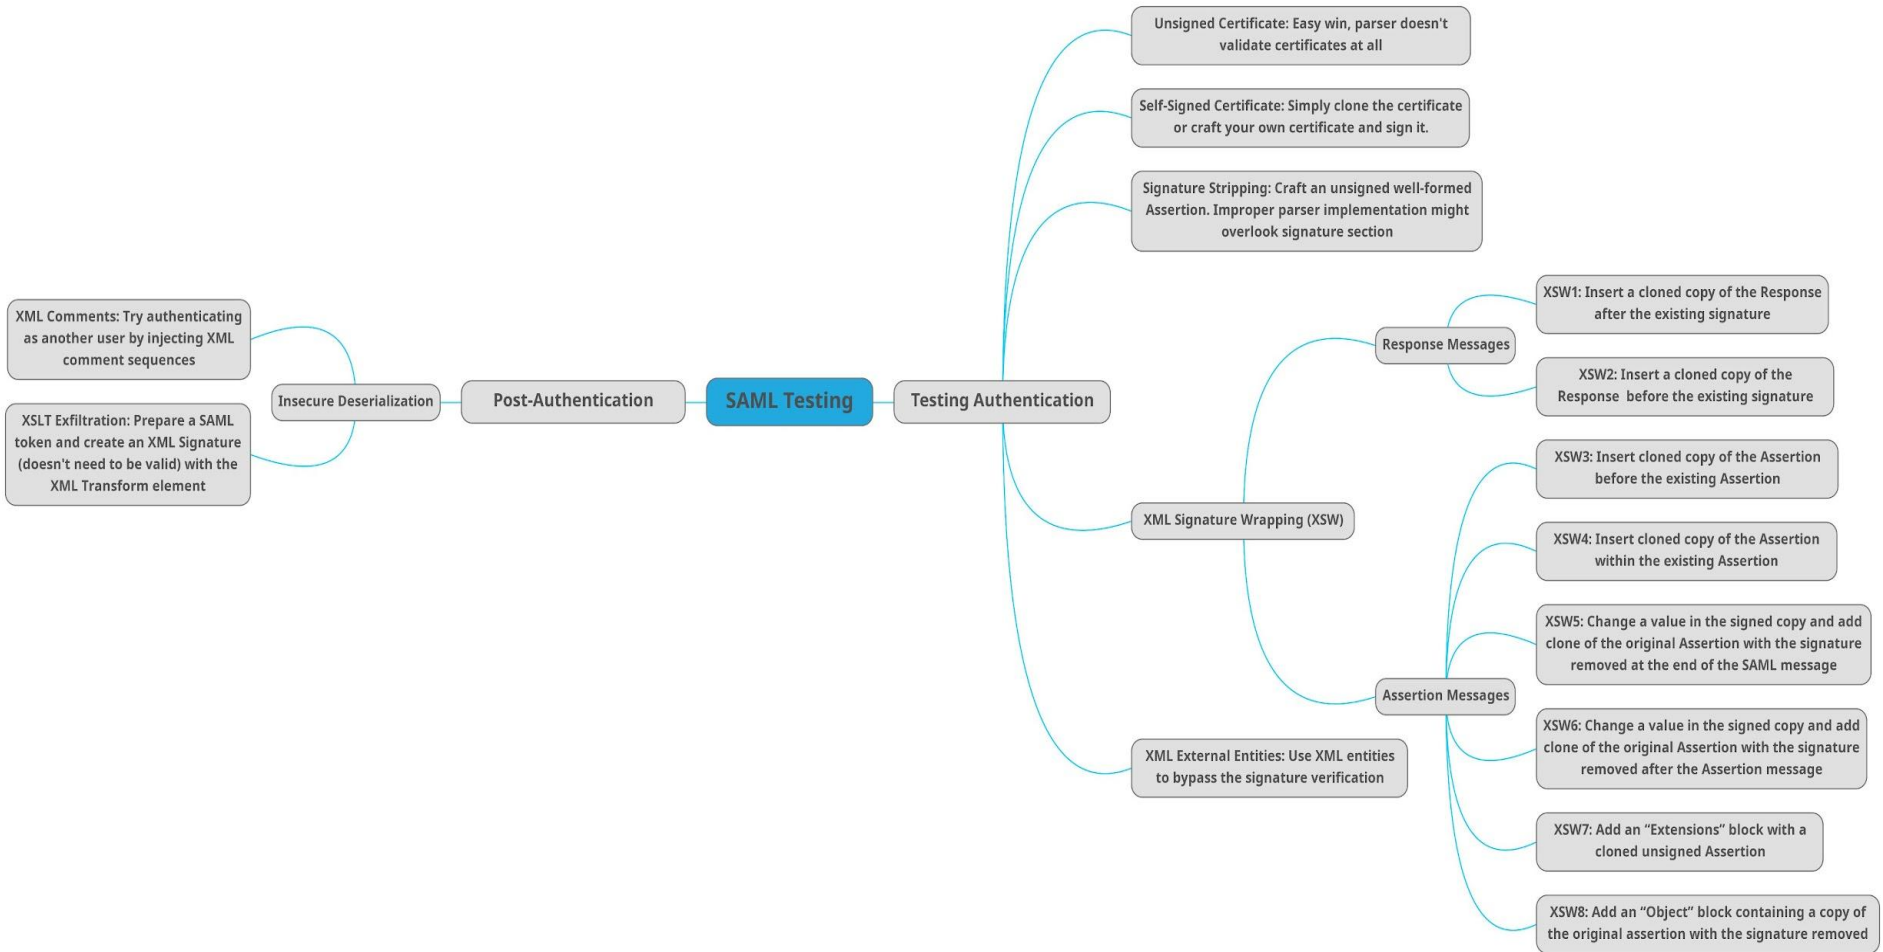 Unsigned Certificate: Easy win, parser doesn't
validate certificates at all
Self-Signed Certificate: Simply clone the certificate
or craft your own certificate and sign it.
Signature Stripping: Craft an unsigned well-formed
Assertion. Improper parser implementation might
overlook signature section
XSW1: Insert a cloned copy of the Response
after the existing signature
Response Messages
XSW2: Insert a cloned copy of the
Response before the existing signature
XML Comments: Try authenticating
as another user by injecting XML
comment sequences
Insecure Deserialization
Post-Authentication
SAML Testing
Testing Authentication
XSLT Exfiltration: Prepare a SAML
token and create an XML Signature
(doesn't need to be valid) with the
XML Transform element
XML Signature Wrapping (XSW)
XSW3: Insert cloned copy of the Assertion
before the existing Assertion
XSW4: Insert cloned copy of the Assertion
within the existing Assertion
XSW5: Change a value in the signed copy and add
clone of the original Assertion with the signature
removed at the end of the SAML message
Assertion Messages
XSW6: Change a value in the signed copy and add
clone of the original Assertion with the signature
removed after the Assertion message
XML External Entities: Use XML entities
to bypass the signature verification
XSW7: Add an “Extensions” block with a
cloned unsigned Assertion
XSW8: Add an “Object” block containing a copy of
the original assertion with the signature removed